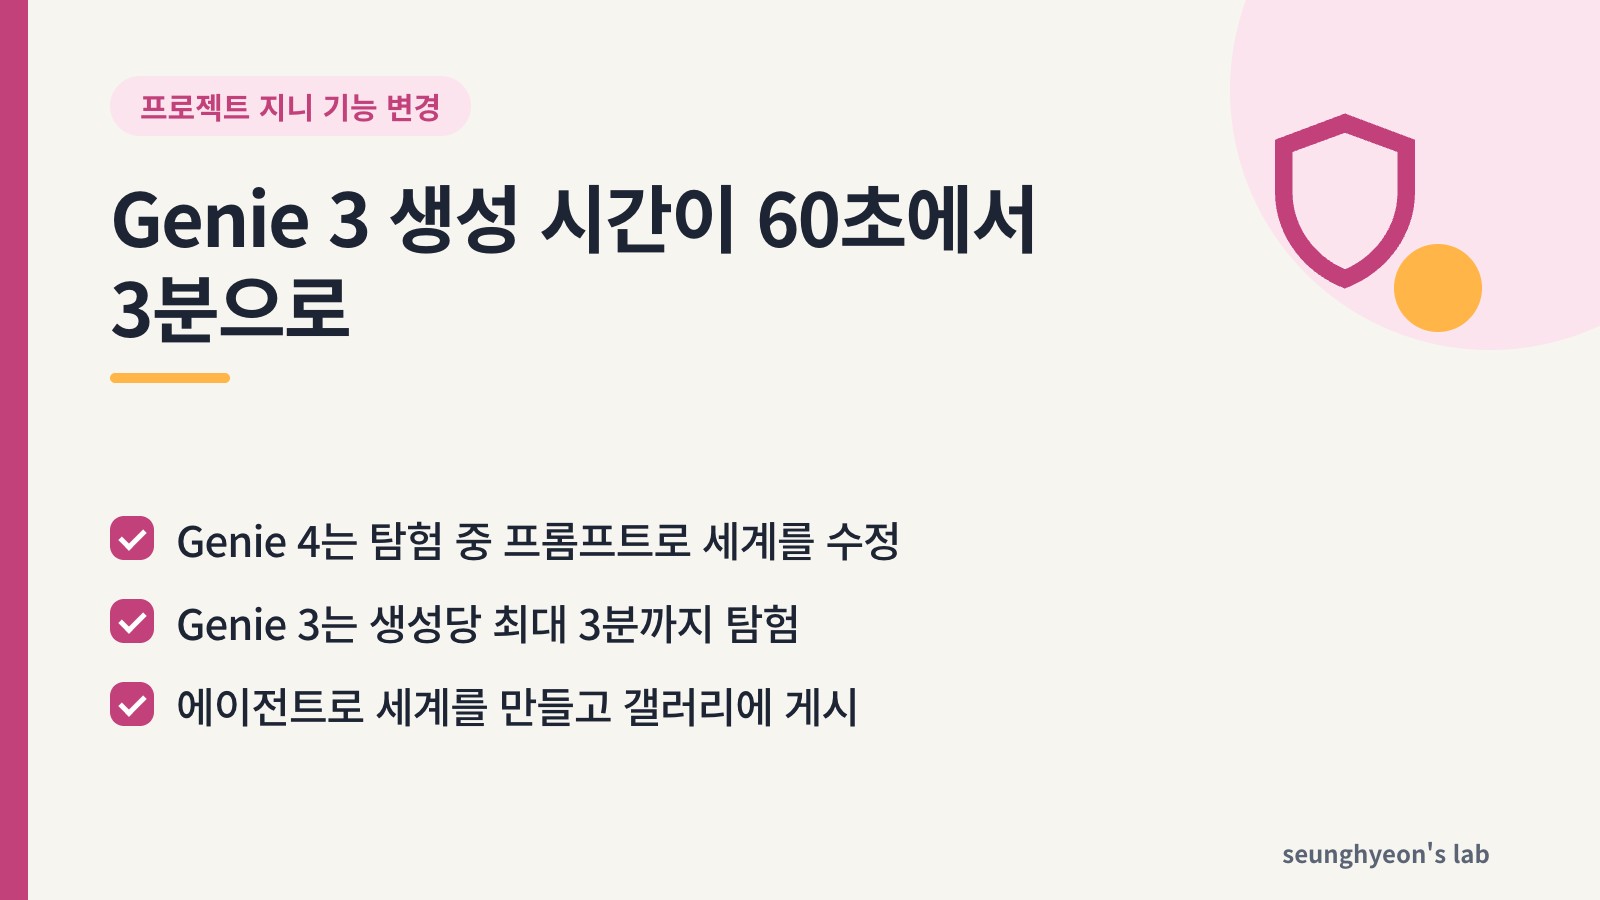 프로젝트 지니 기능 변경
Genie 3 생성 시간이 60초에서
3분으로
Genie 4는 탐험 중 프롬프트로 세계를 수정
Genie 3는 생성당 최대 3분까지 탐험
에이전트로 세계를 만들고 갤러리에 게시
seunghyeon's lab